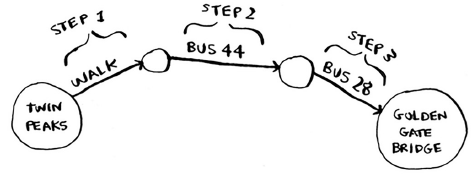 STEP 1
STEP 2
STEP 3
WALK
BUS 44
BUS 28
TWIN
PEAKS
GOLDEN
GATE
BRIDGE